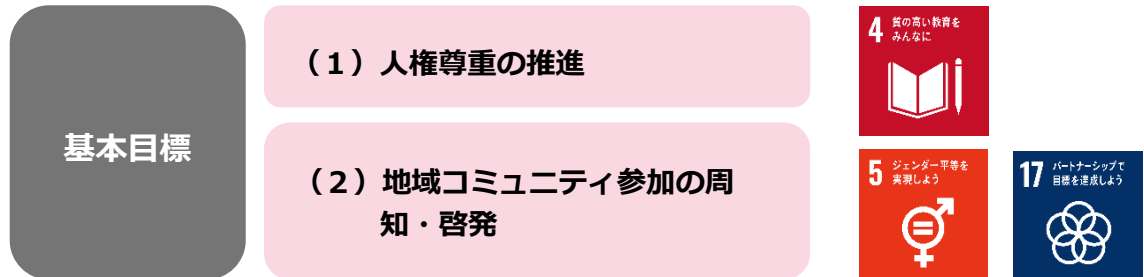 基本目標
（１）人権尊重の推進
（２）地域コミュニティ参加の周
知・啓発
4 質の高い教育を
みんなに
5 ジェンダー平等を
実現しよう
17 パートナーシップで
目標を達成しよう